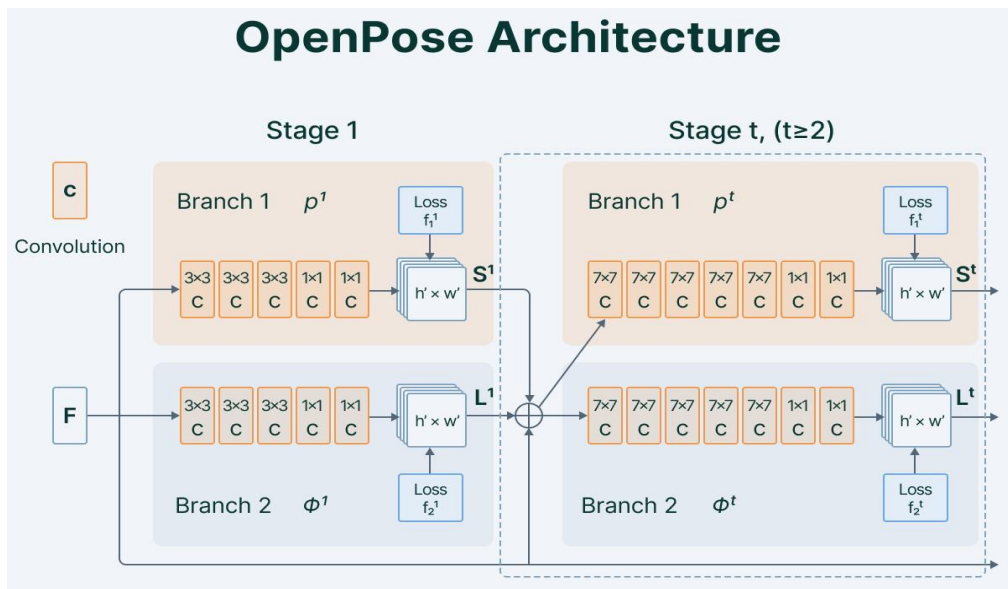 OpenPose Architecture
Stage 1
Stage t, (t≥2)
C
Convolution
Branch 1 p¹
Loss
f₁¹
3×3 3×3 3×3 1×1 1×1
C C C C C
h' × w'
S¹
Branch 1 pᵗ
Loss
f₁ᵗ
7×7 7×7 7×7 7×7 7×7 1×1 1×1
C C C C C C C
h' × w'
Sᵗ
F
3×3 3×3 3×3 1×1 1×1
C C C C C
h' × w'
L¹
Branch 2 Φ¹
Loss
f₂¹
7×7 7×7 7×7 7×7 7×7 1×1 1×1
C C C C C C C
h' × w'
Lᵗ
Branch 2 Φᵗ
Loss
f₂ᵗ